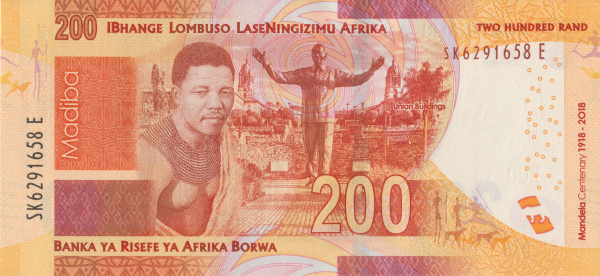 200 IBHANGE LOMBUSO LASENINGIZIMU AFRIKA
TWO HUNDRED RAND
SK6291658 E
Union Buildings
Madiba
SK6291658 E
Mandela Centenary 1918 - 2018
200
BANKA YA RISEFE YA AFRIKA BORWA